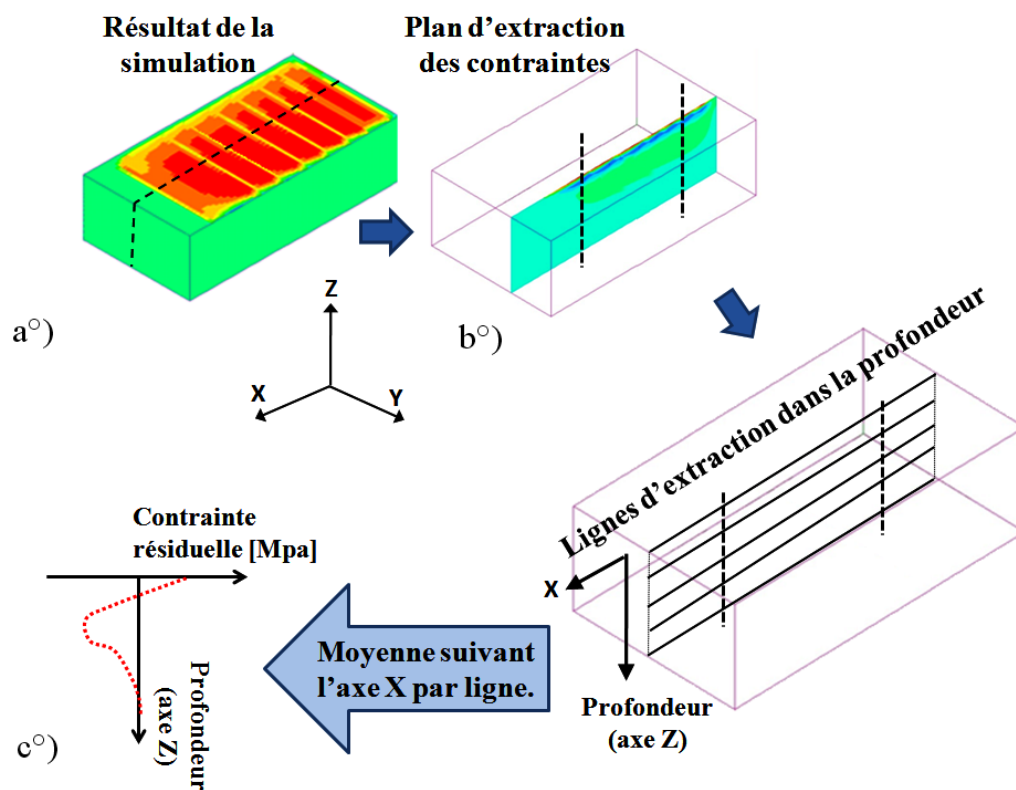 Résultat de la
simulation
Plan d’extraction
des contraintes
a°)
b°)
Z
X
Y
Lignes d’extraction dans la profondeur
X
Profondeur
(axe Z)
Moyenne suivant
l’axe X par ligne.
Contrainte
résiduelle [Mpa]
Profondeur
(axe Z)
c°)